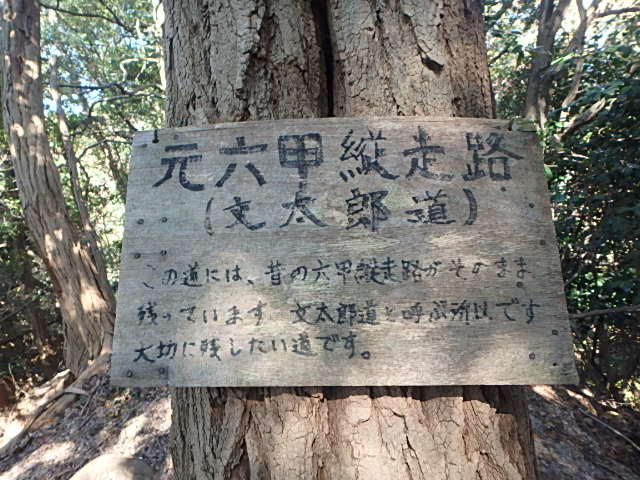 元六甲縦走路
(文太郎道)
この道には、昔の六甲縦走路がそのまま
残っています 文太郎道と呼ぶ所以です
大切に残したい道です。